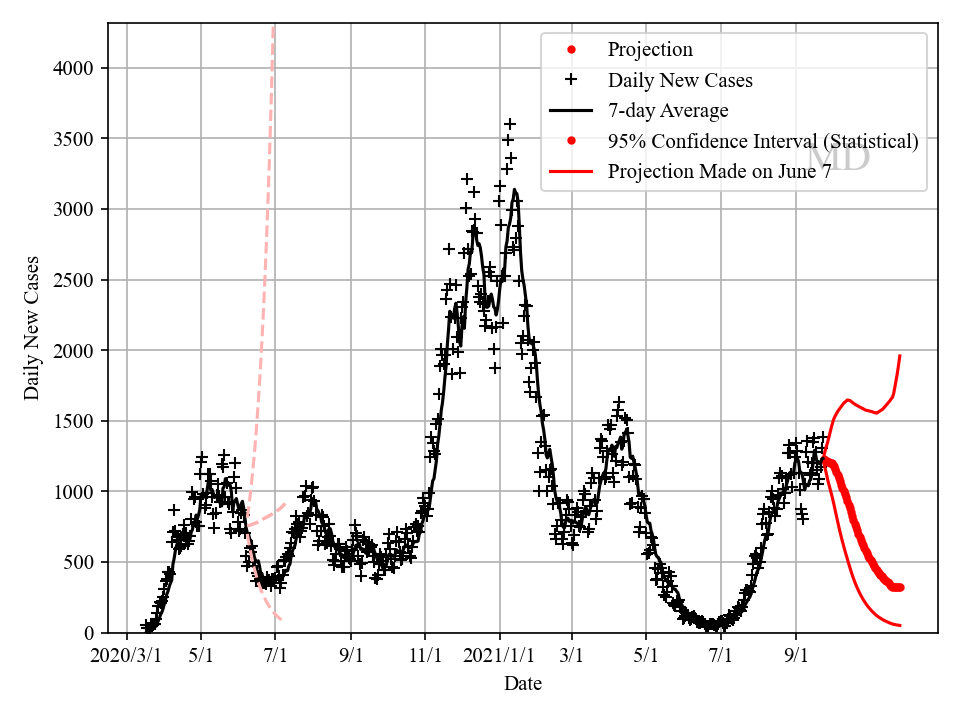 4000
3500
3000
2500
2000
1500
1000
500
0
Daily New Cases
2020/3/1 5/1 7/1 9/1 11/1 2021/1/1 3/1 5/1 7/1 9/1
Date
Projection
Daily New Cases
7-day Average
95% Confidence Interval (Statistical)
Projection Made on June 7
MD